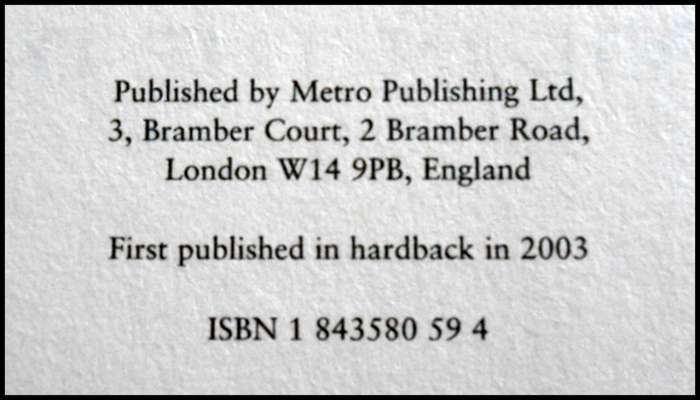 Published by Metro Publishing Ltd,
3, Bramber Court, 2 Bramber Road,
London W14 9PB, England
First published in hardback in 2003
ISBN 1 843580 59 4